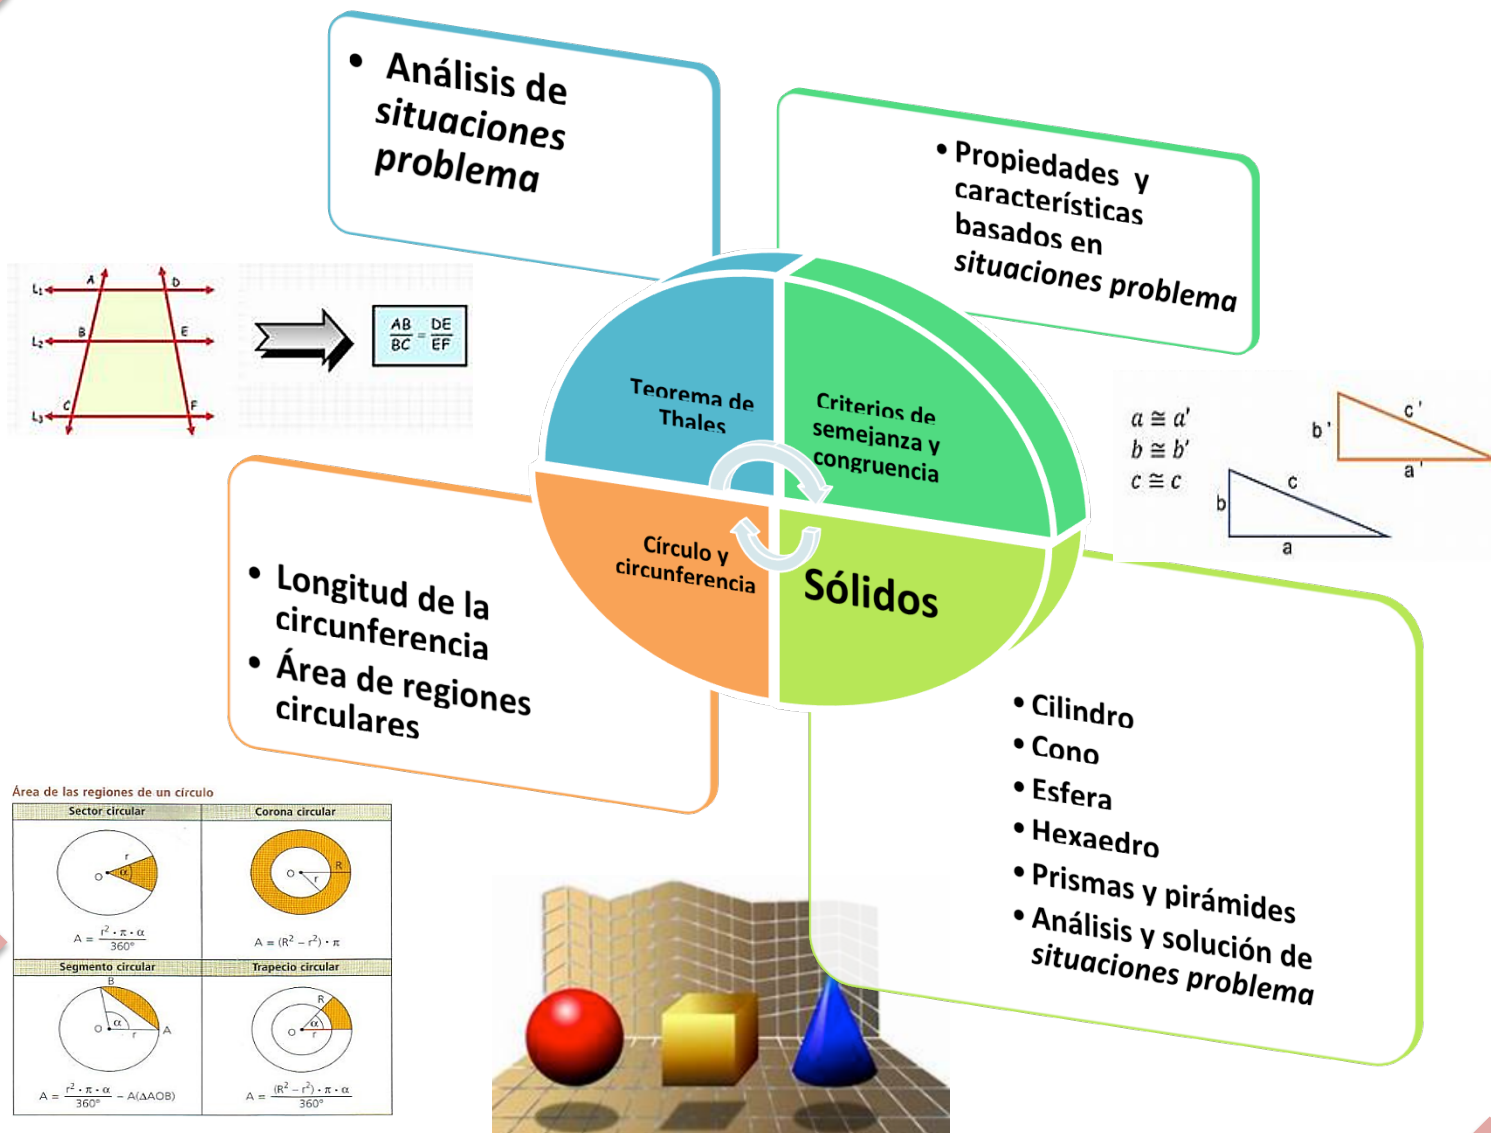 • Análisis de
situaciones
problema
• Propiedades y
características
basados en
situaciones problema
A
D
L₁
B
E
L₂
C
F
L₃
AB/BC = DE/EF
Teorema de
Thales
Criterios de
semejanza y
congruencia
a ≅ a'
b ≅ b'
c ≅ c
b'
c'
a'
b
c
a
Círculo y
circunferencia
Sólidos
• Longitud de la
circunferencia
• Área de regiones
circulares
• Cilindro
• Cono
• Esfera
• Hexaedro
• Prismas y pirámides
• Análisis y solución de
situaciones problema
Área de las regiones de un círculo
Sector circular
Corona circular
r
O
α
R
O
r
A = r² · π · α / 360°
A = (R² − r²) · π
Segmento circular
Trapecio circular
B
O
α
r
A
R
O
α
r
A = r² · π · α / 360° − A(ΔAOB)
A = (R² − r²) · π · α / 360°